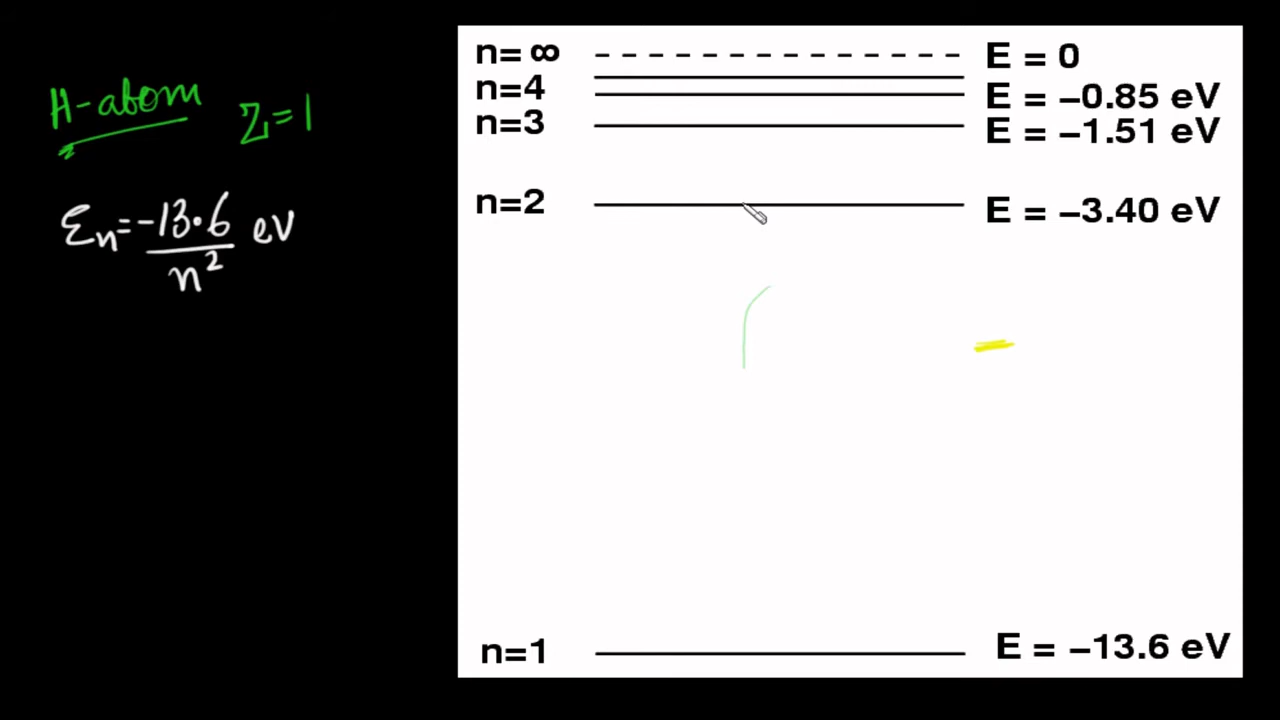 H-atom Z=1
En = -13.6/n² eV
n=∞ E = 0
n=4 E = −0.85 eV
n=3 E = −1.51 eV
n=2 E = −3.40 eV
n=1 E = −13.6 eV